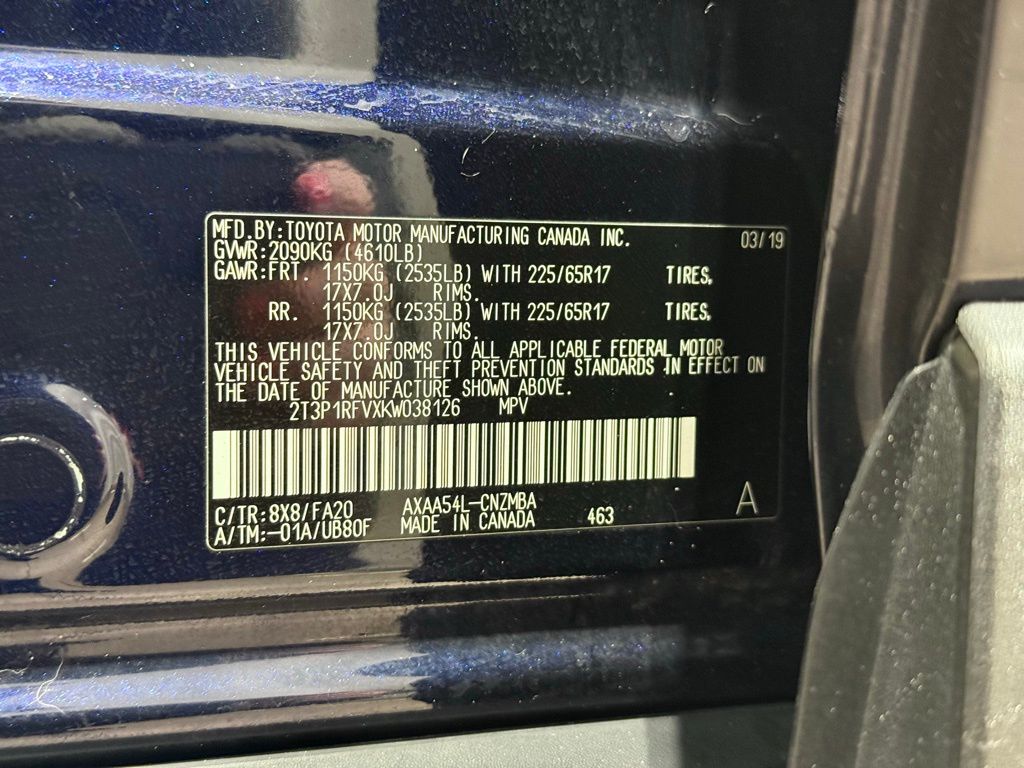 MFD.BY:TOYOTA MOTOR MANUFACTURING CANADA INC. 03/19
GVWR:2090KG (4610LB)
GAWR:FRT. 1150KG (2535LB) WITH 225/65R17 TIRES,
17X7.0J RIMS.
RR. 1150KG (2535LB) WITH 225/65R17 TIRES,
17X7.0J RIMS.
THIS VEHICLE CONFORMS TO ALL APPLICABLE FEDERAL MOTOR
VEHICLE SAFETY AND THEFT PREVENTION STANDARDS IN EFFECT ON
THE DATE OF MANUFACTURE SHOWN ABOVE.
2T3P1RFVXKW038126 MPV
C/TR:8X8/FA20 AXAA54L-CNZMBA
A/TM:-01A/UB80F MADE IN CANADA 463 A